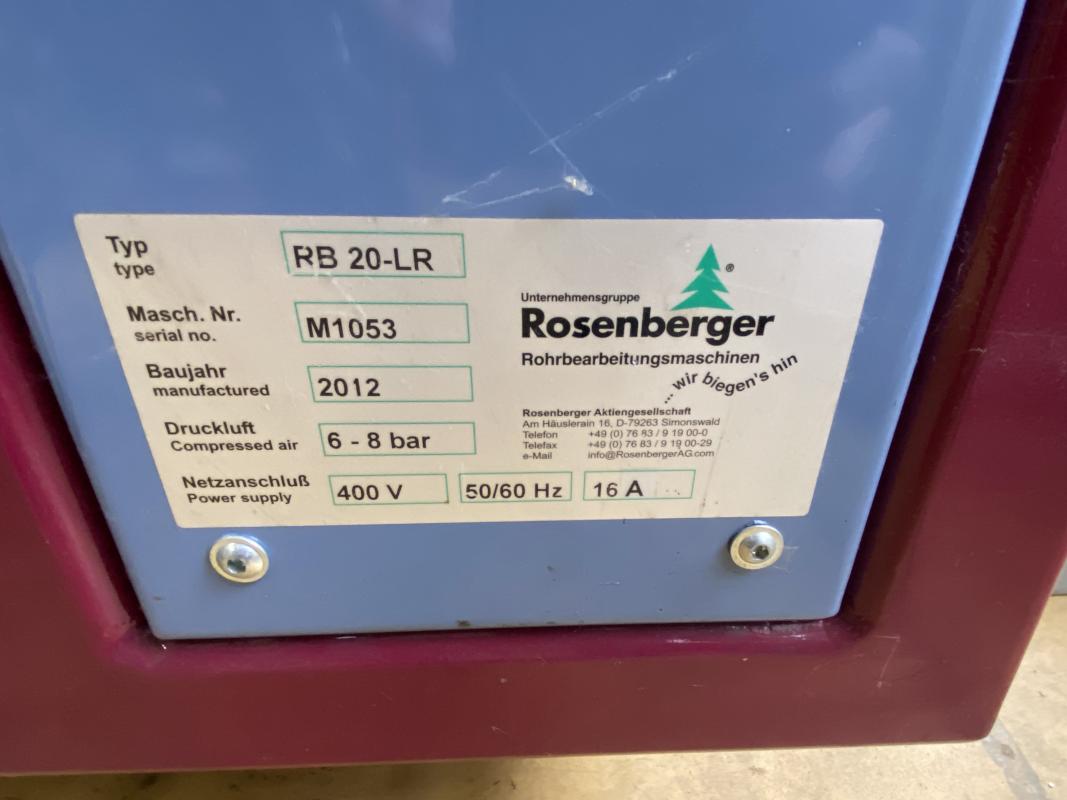 Typ
type
RB 20-LR
Masch. Nr.
serial no.
M1053
Baujahr
manufactured
2012
Druckluft
Compressed air
6 - 8 bar
Netzanschluß
Power supply
400 V
50/60 Hz
16 A
®
Unternehmensgruppe
Rosenberger
Rohrbearbeitungsmaschinen
... wir biegen's hin
Rosenberger Aktiengesellschaft
Am Häuslerain 16, D-79263 Simonswald
Telefon +49 (0) 76 83 / 9 19 00-0
Telefax +49 (0) 76 83 / 9 19 00-29
e-Mail info@RosenbergerAG.com